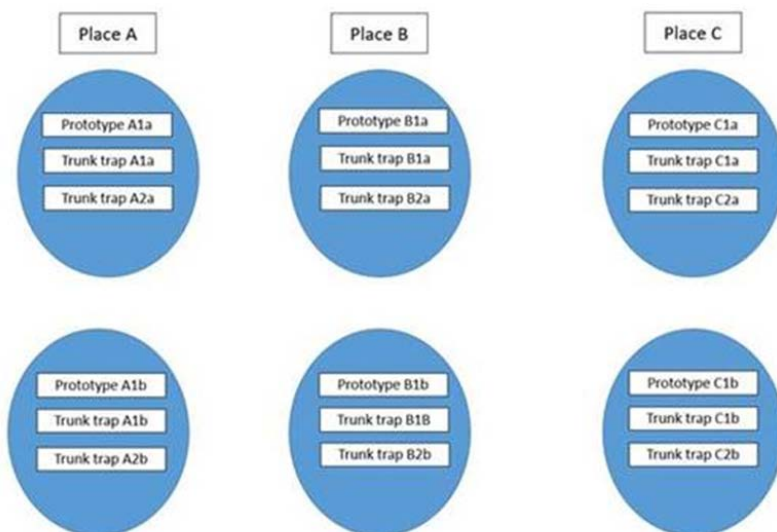 Place A
Place B
Place C
Prototype A1a
Trunk trap A1a
Trunk trap A2a
Prototype B1a
Trunk trap B1a
Trunk trap B2a
Prototype C1a
Trunk trap C1a
Trunk trap C2a
Prototype A1b
Trunk trap A1b
Trunk trap A2b
Prototype B1b
Trunk trap B1B
Trunk trap B2b
Prototype C1b
Trunk trap C1b
Trunk trap C2b